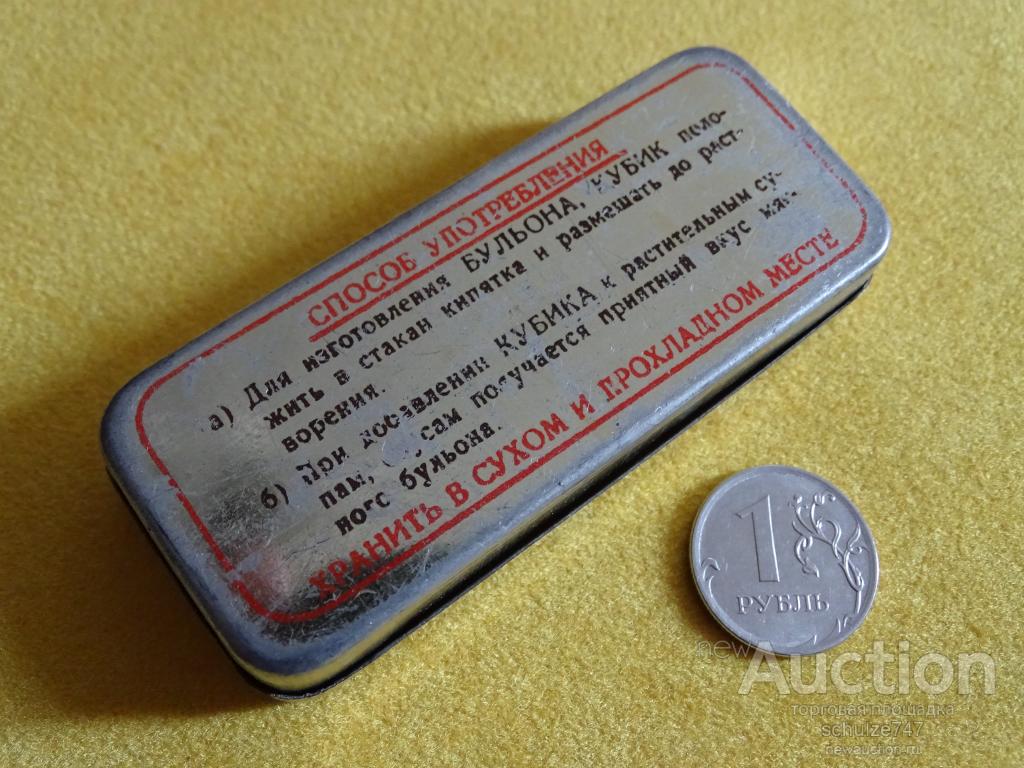 СПОСОБ УПОТРЕБЛЕНИЯ
а) Для изготовления БУЛЬОНА, КУБИК поло-
жить в стакан кипятка и размешать до раст-
ворения.
б) При добавлении КУБИКА к растительным су-
пам, суп сам получается приятный вкус мяс-
ного бульона.
ХРАНИТЬ В СУХОМ И ПРОХЛАДНОМ МЕСТЕ
1
РУБЛЬ
newAuction
торговая площадка
schulze747
newauction.ru